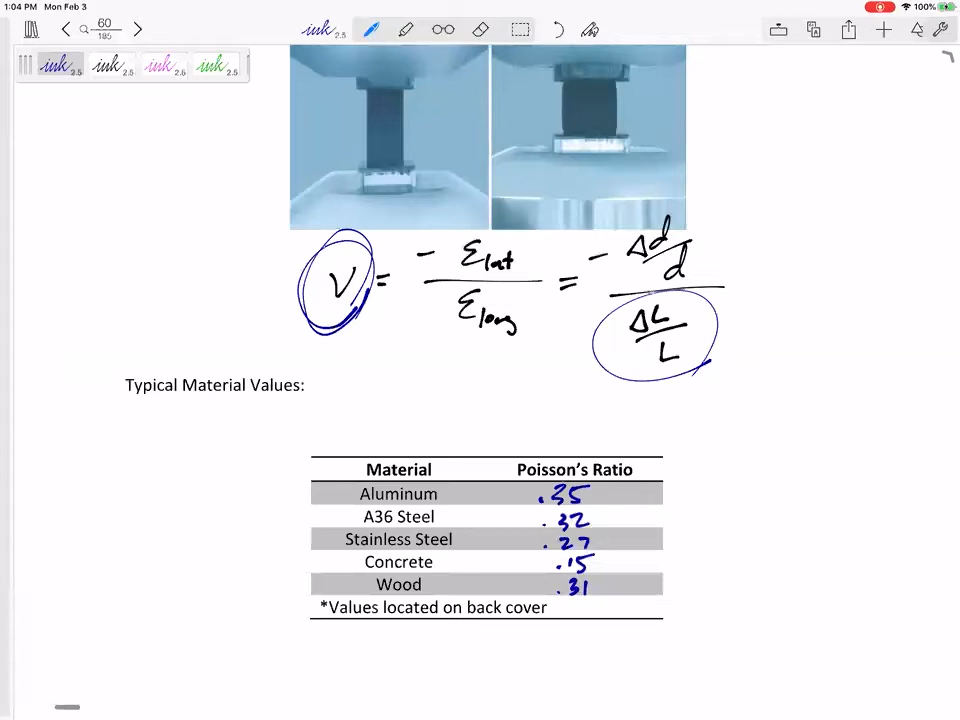 1:04 PM Mon Feb 3
100%
60
185
ink 2.5
ink 2.5 ink 2.5 ink 2.5 ink 2.5
ν = - εlat / εlong = - Δd/d / ΔL/L
Typical Material Values:
Material Poisson's Ratio
Aluminum .35
A36 Steel .32
Stainless Steel .27
Concrete .15
Wood .31
*Values located on back cover